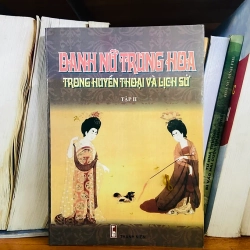 DANH NỮ TRUNG HOA
TRONG HUYỀN THOẠI VÀ LỊCH SỬ
TẬP II